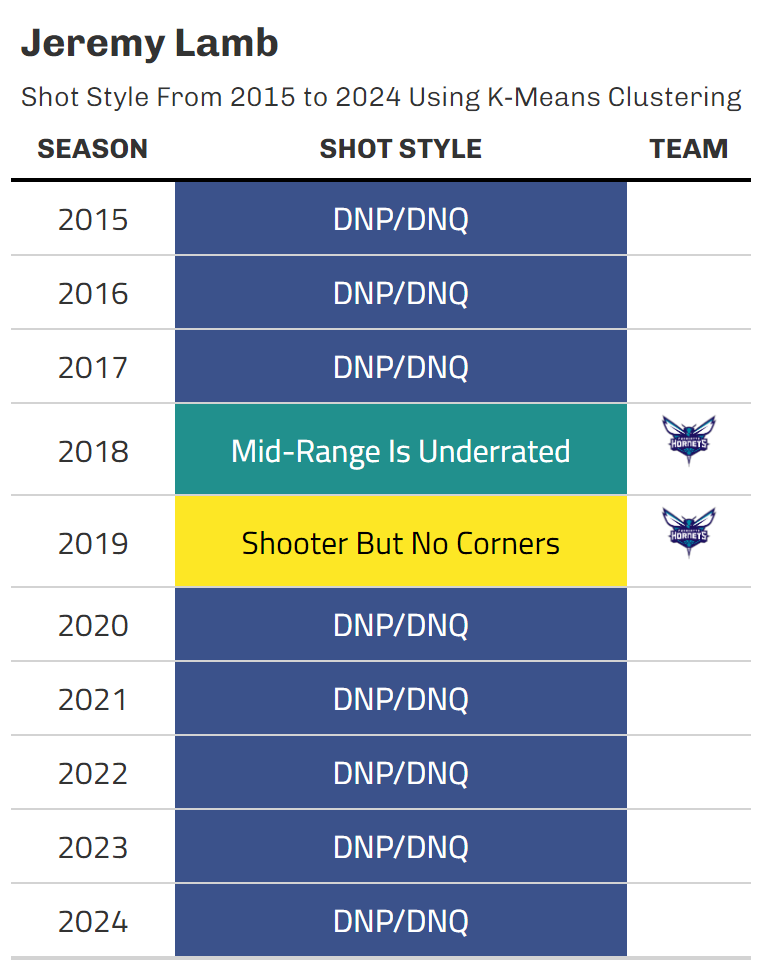 Jeremy Lamb
Shot Style From 2015 to 2024 Using K-Means Clustering
SEASON SHOT STYLE TEAM
2015 DNP/DNQ
2016 DNP/DNQ
2017 DNP/DNQ
2018 Mid-Range Is Underrated HORNETS
2019 Shooter But No Corners HORNETS
2020 DNP/DNQ
2021 DNP/DNQ
2022 DNP/DNQ
2023 DNP/DNQ
2024 DNP/DNQ